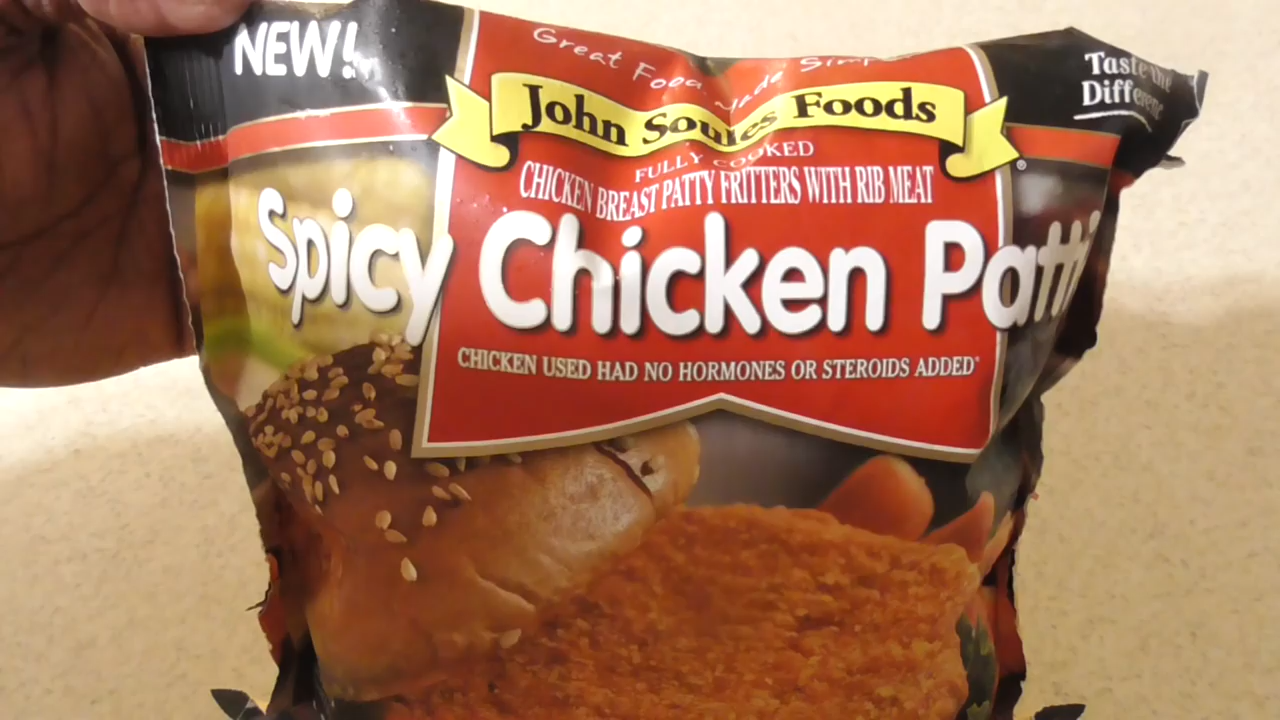 NEW!
Great Food Made Simple
Taste the
Difference
John Soules Foods
®
FULLY COOKED
CHICKEN BREAST PATTY FRITTERS WITH RIB MEAT
Spicy Chicken Patti
CHICKEN USED HAD NO HORMONES OR STEROIDS ADDED*